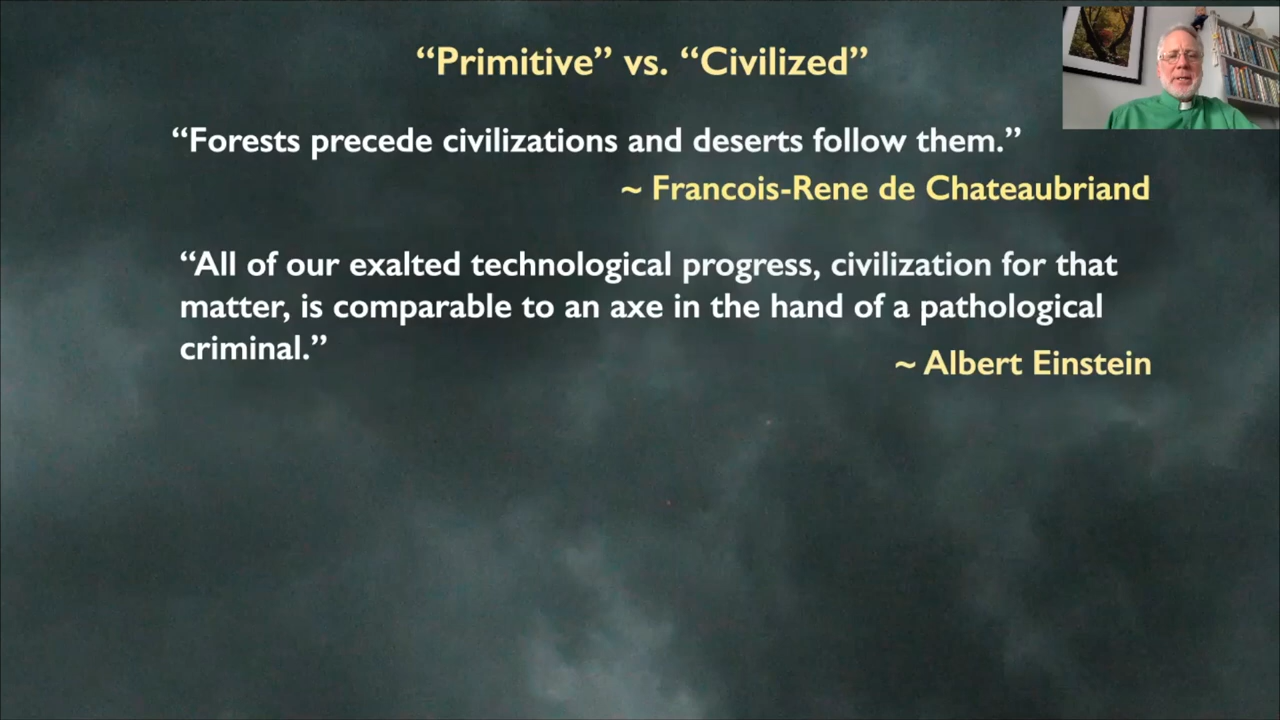 “Primitive” vs. “Civilized”
“Forests precede civilizations and deserts follow them.”
~ Francois-Rene de Chateaubriand
“All of our exalted technological progress, civilization for that
matter, is comparable to an axe in the hand of a pathological
criminal.”
~ Albert Einstein